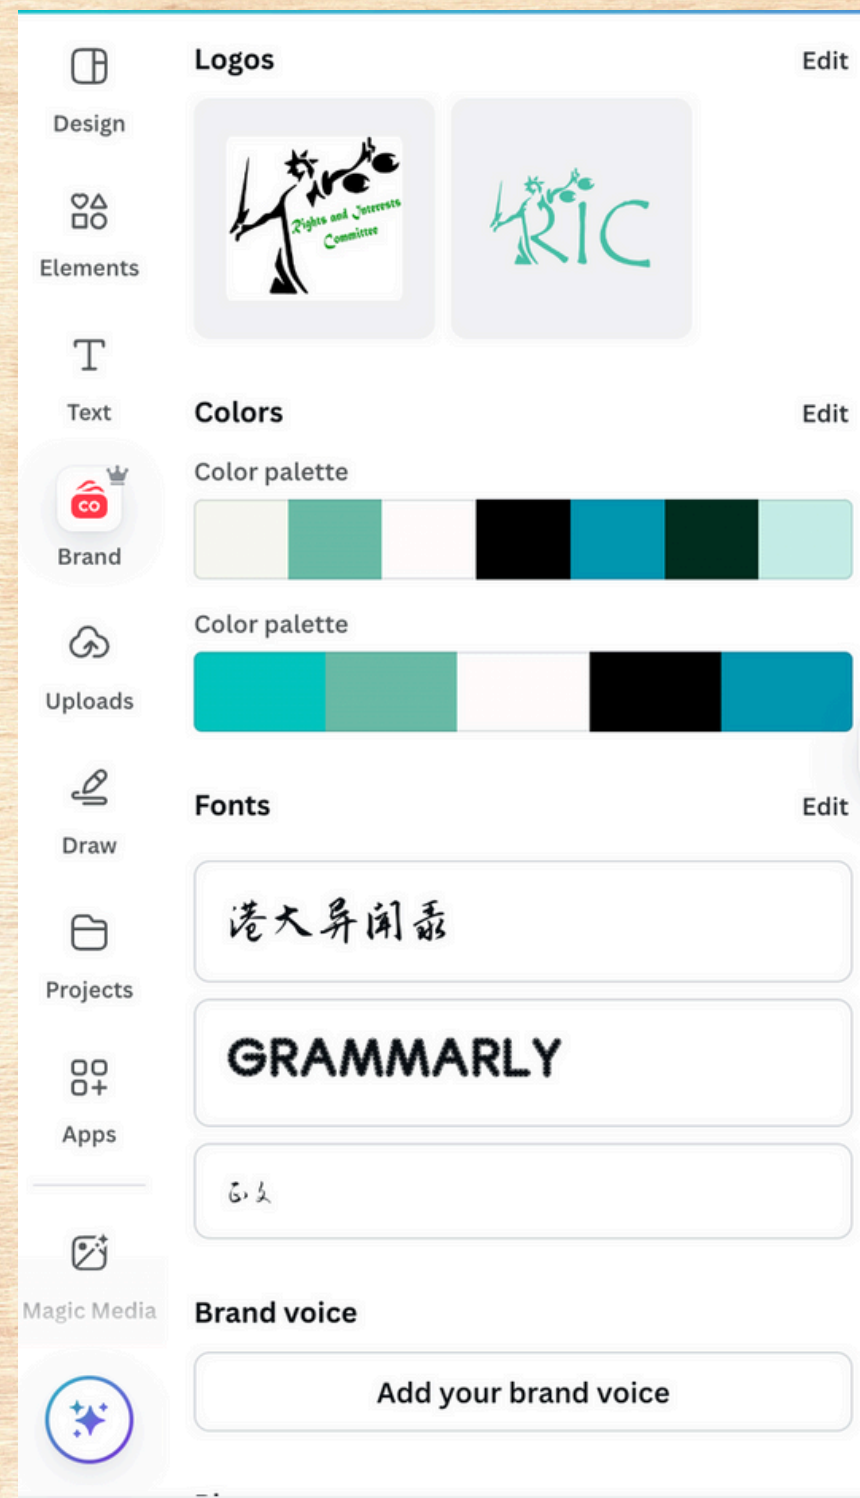 Logos
Edit
Design
Rights and Interests
Committee
RIC
Elements
Text
Colors
Edit
Color palette
CO
Brand
Color palette
Uploads
Fonts
Edit
Draw
港大异闻录
Projects
GRAMMARLY
Apps
正文
Magic Media
Brand voice
Add your brand voice